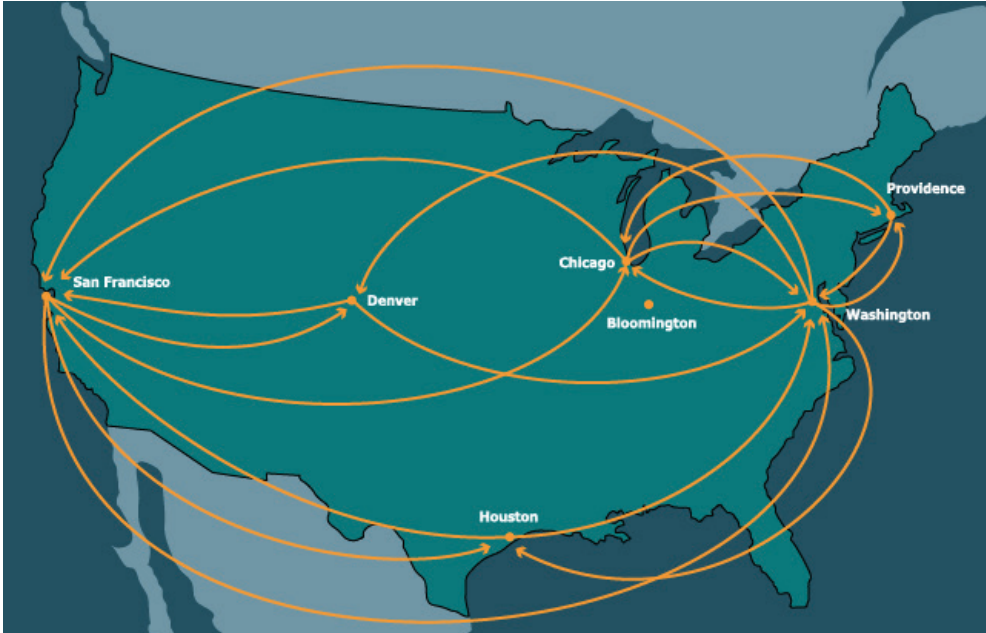 Providence
Chicago
San Francisco
Denver
Bloomington
Washington
Houston